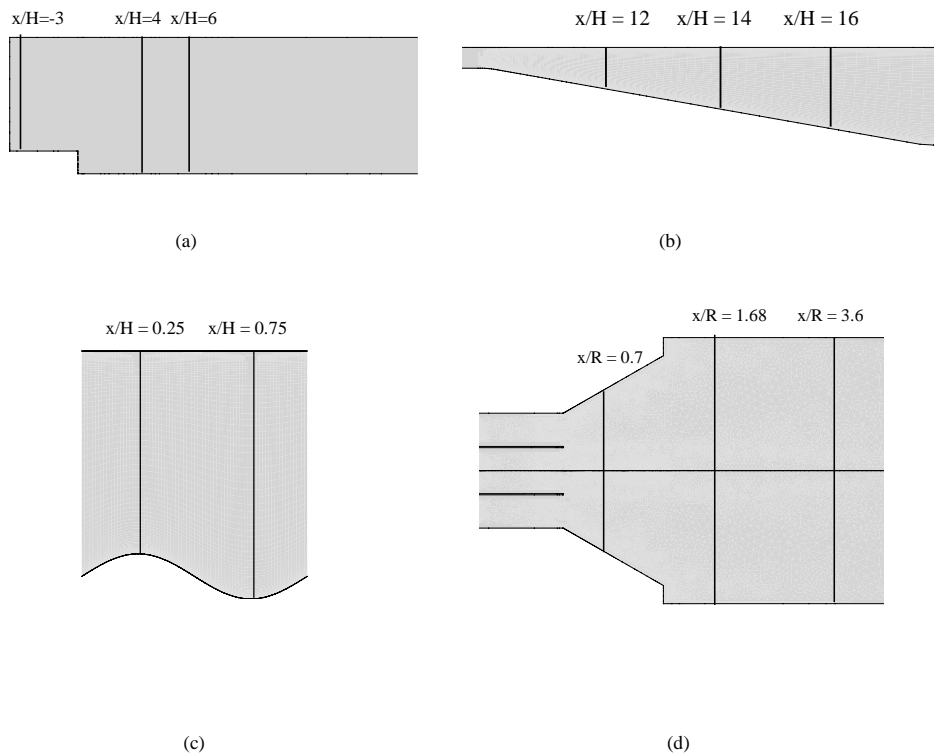 x/H=-3 x/H=4 x/H=6
x/H = 12 x/H = 14 x/H = 16
(a)
(b)
x/H = 0.25 x/H = 0.75
x/R = 1.68 x/R = 3.6
x/R = 0.7
(c)
(d)